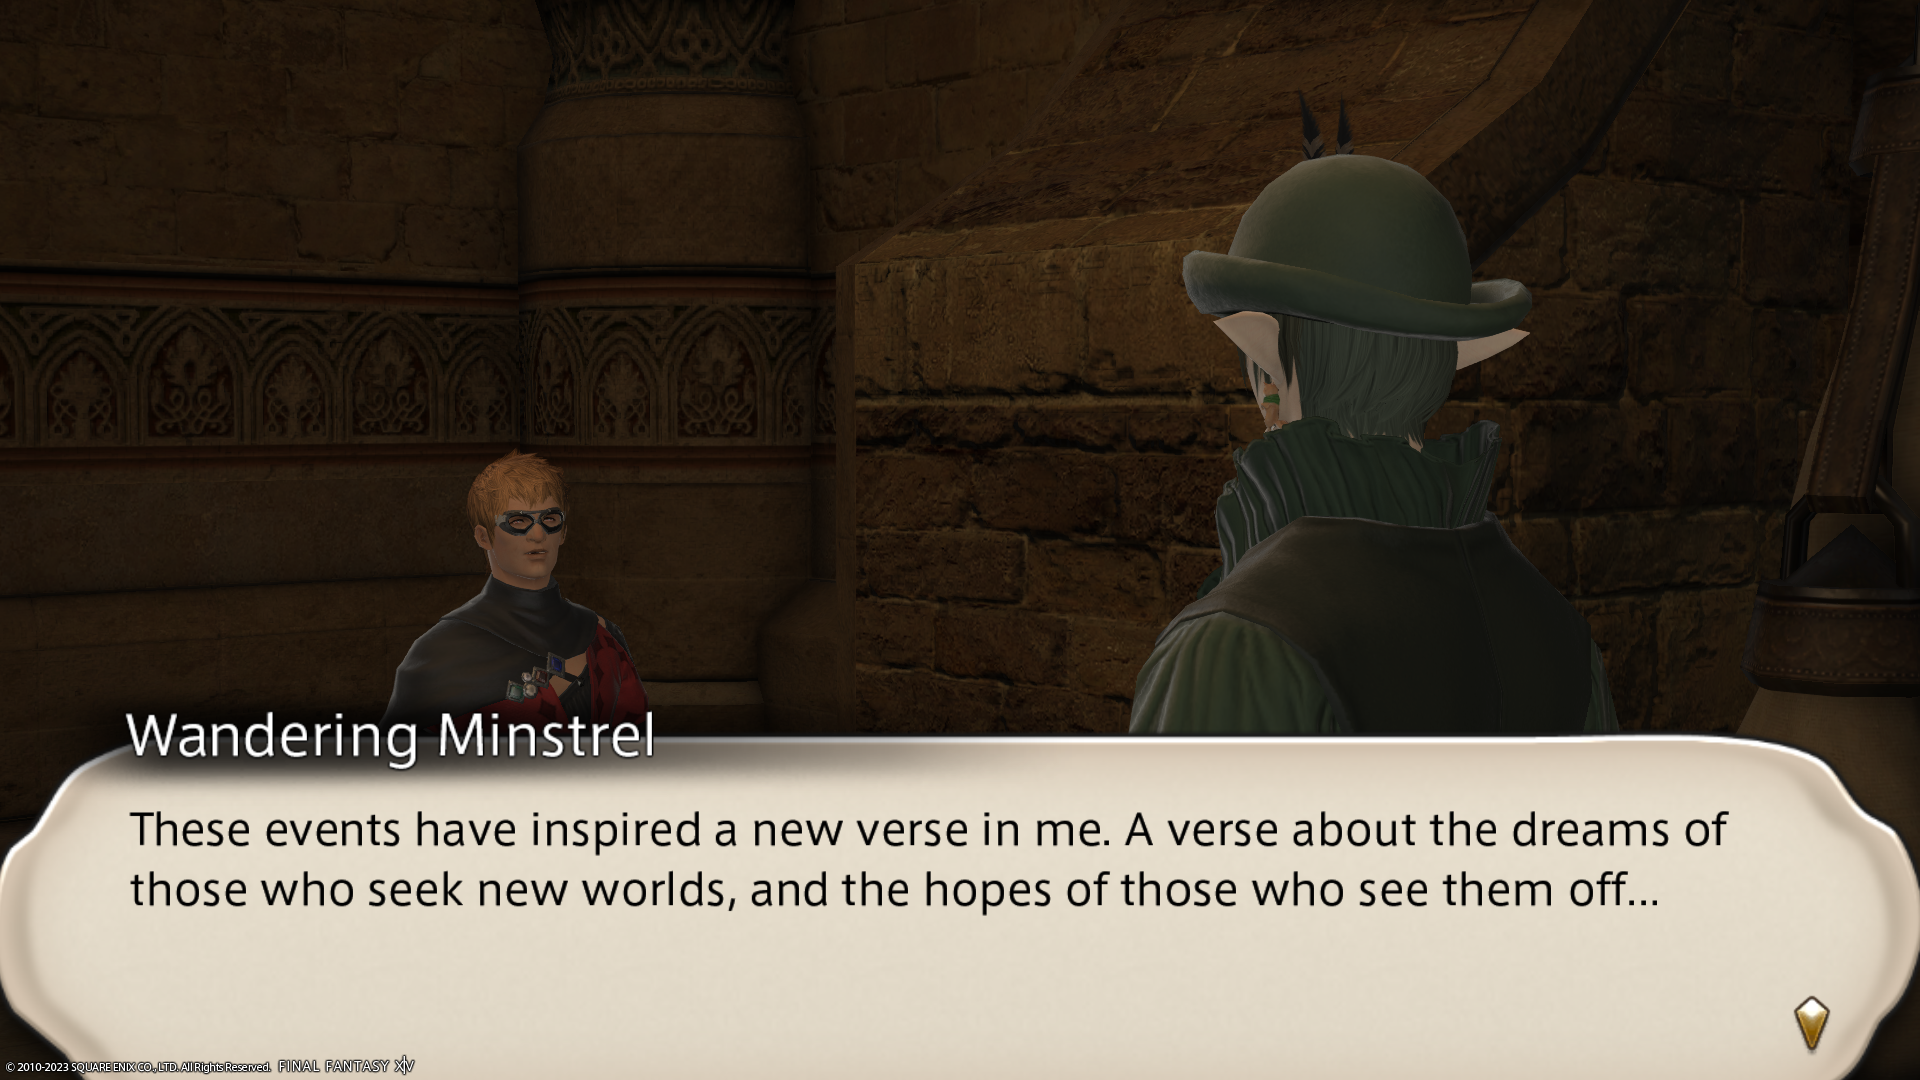 Wandering Minstrel
These events have inspired a new verse in me. A verse about the dreams of
those who seek new worlds, and the hopes of those who see them off...
© 2010-2023 SQUARE ENIX CO., LTD. All Rights Reserved. FINAL FANTASY XIV